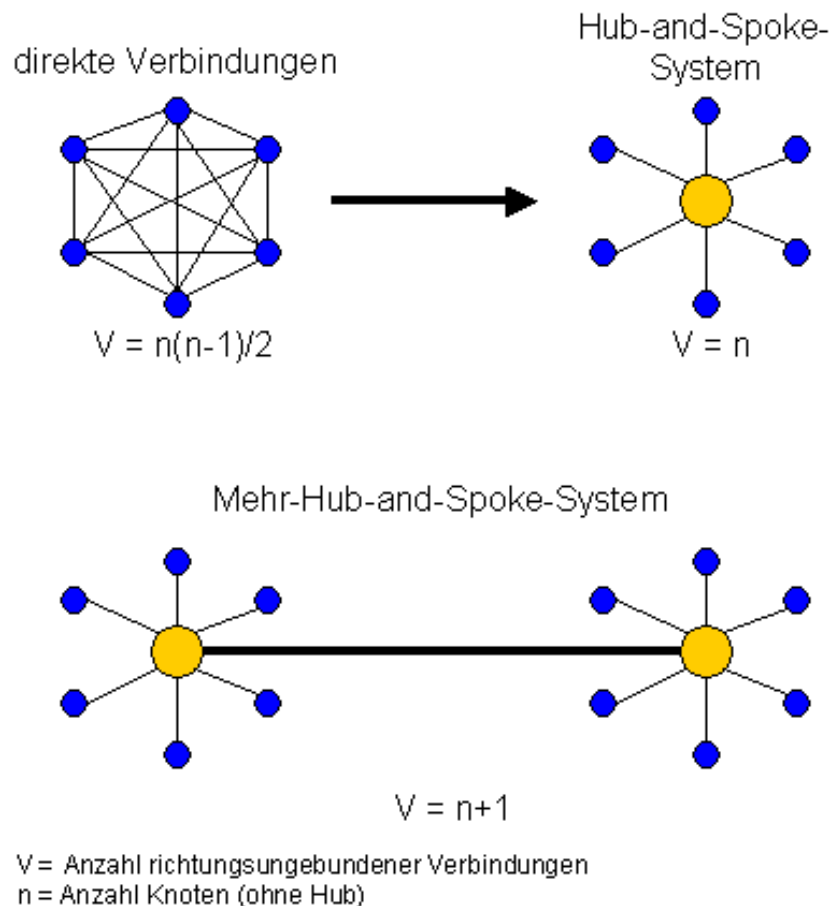 direkte Verbindungen
Hub-and-Spoke-
System
V = n(n-1)/2
V = n
Mehr-Hub-and-Spoke-System
V = n+1
V = Anzahl richtungsungebundener Verbindungen
n = Anzahl Knoten (ohne Hub)